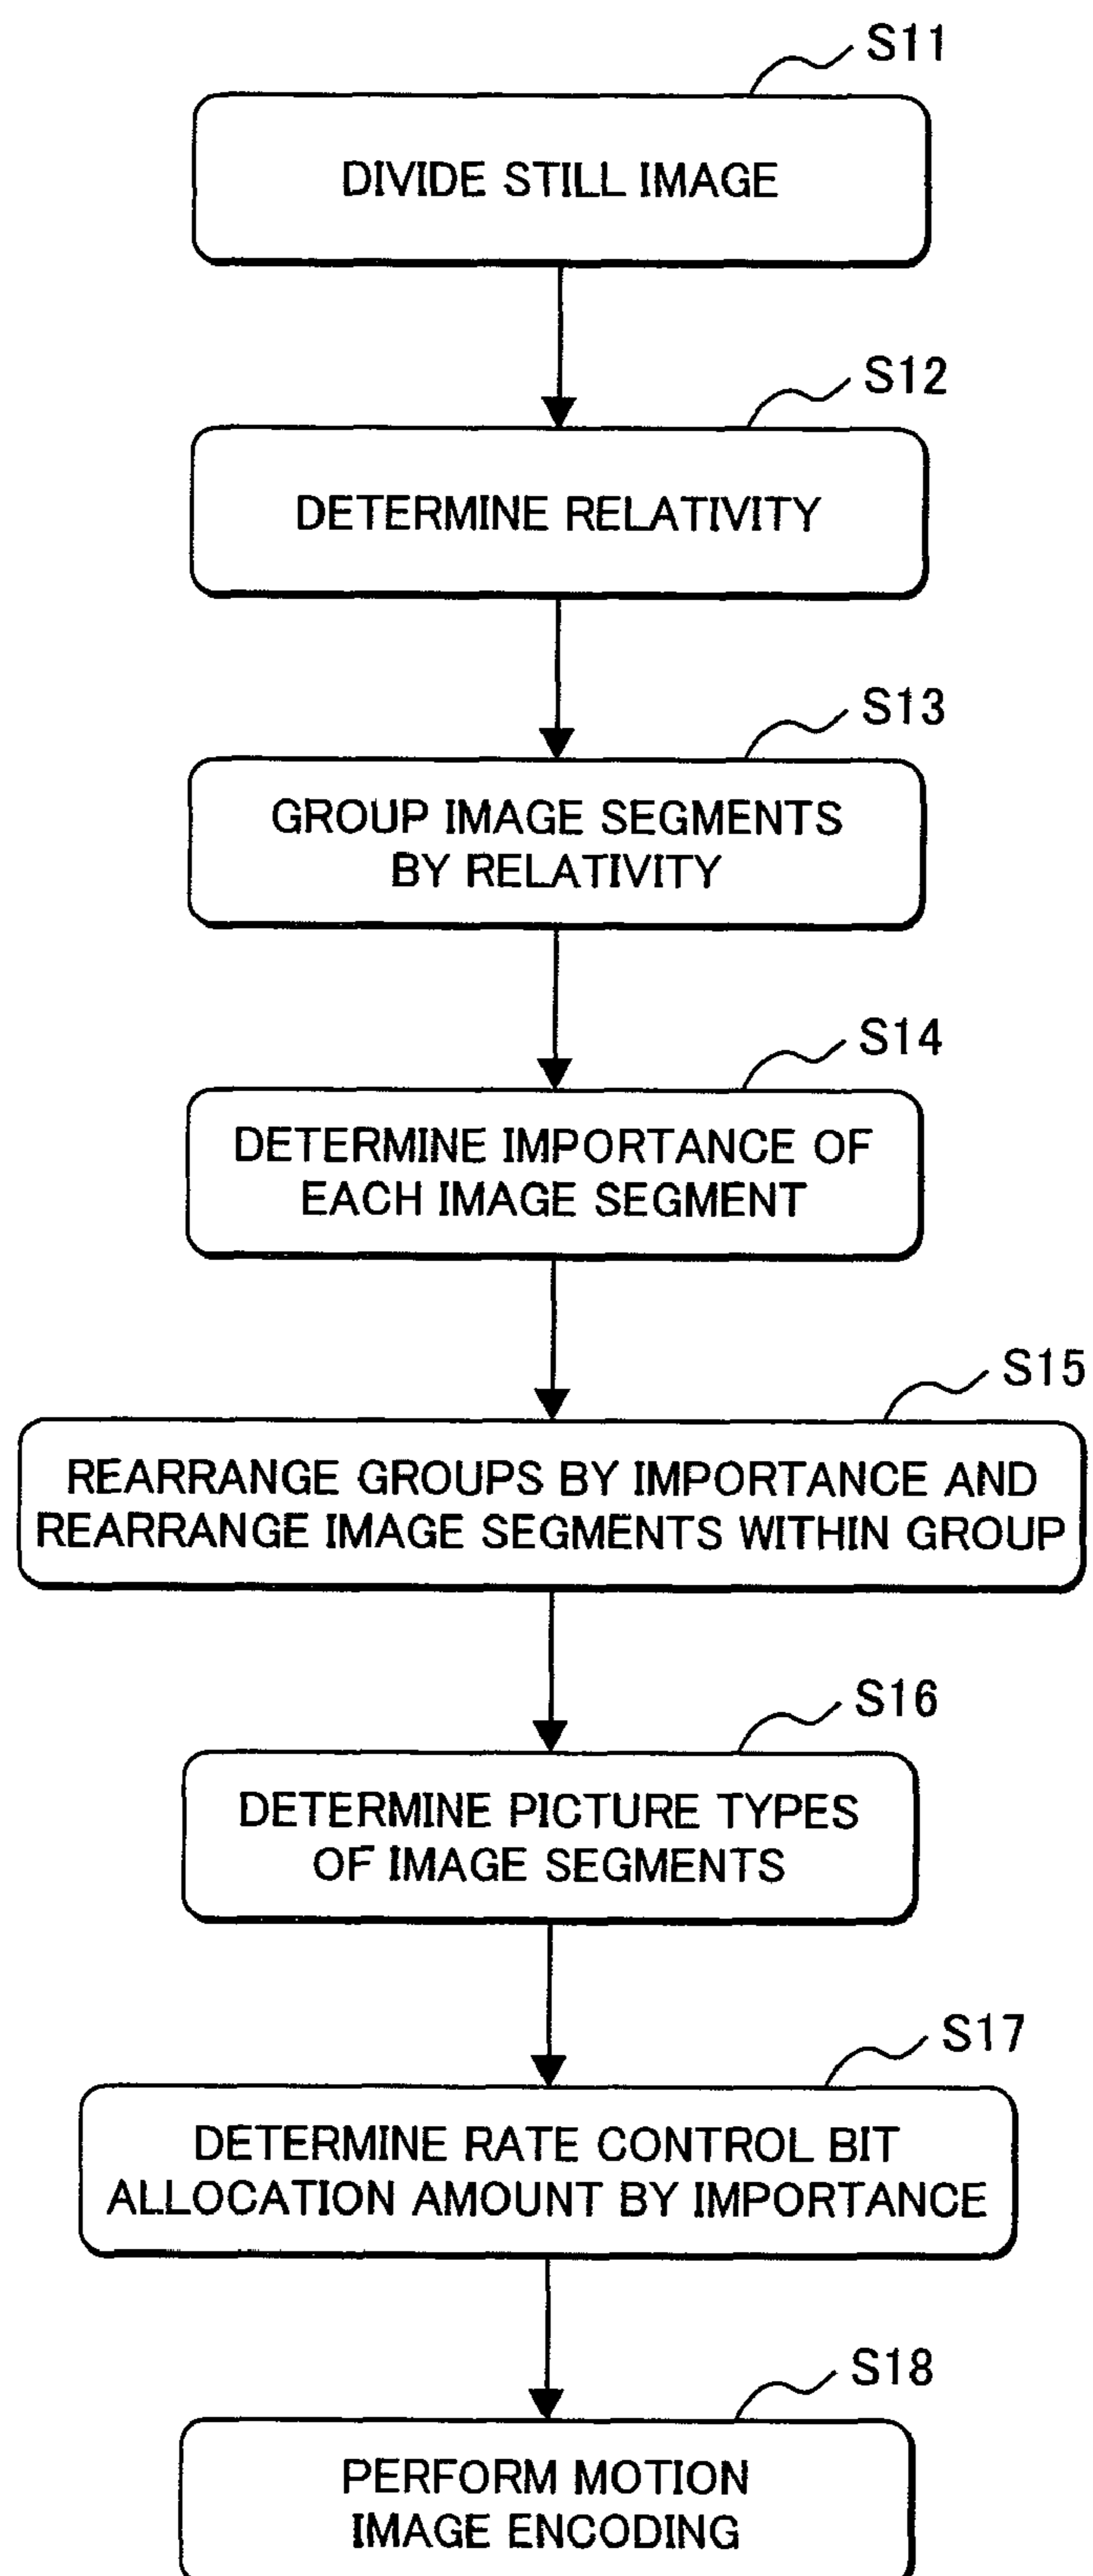 S11
DIVIDE STILL IMAGE
S12
DETERMINE RELATIVITY
S13
GROUP IMAGE SEGMENTS
BY RELATIVITY
S14
DETERMINE IMPORTANCE OF
EACH IMAGE SEGMENT
S15
REARRANGE GROUPS BY IMPORTANCE AND
REARRANGE IMAGE SEGMENTS WITHIN GROUP
S16
DETERMINE PICTURE TYPES
OF IMAGE SEGMENTS
S17
DETERMINE RATE CONTROL BIT
ALLOCATION AMOUNT BY IMPORTANCE
S18
PERFORM MOTION
IMAGE ENCODING